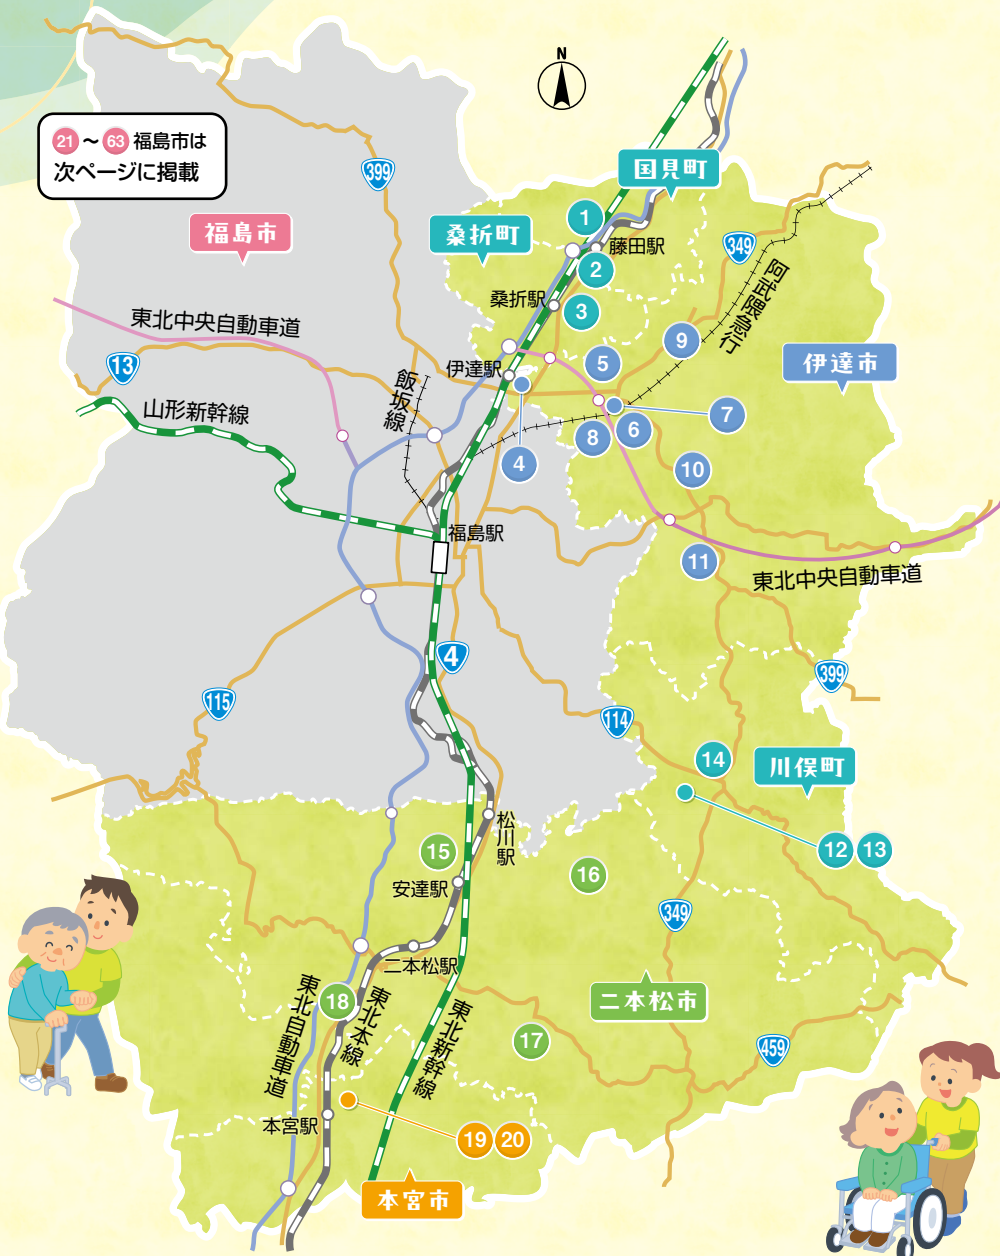 N
21～63福島市は
次ページに掲載
399
国見町
福島市
桑折町
1
藤田駅
349
2
阿武隈急行
桑折駅
3
東北中央自動車道
9
伊達市
13
伊達駅
5
飯坂線
山形新幹線
7
6
8
4
10
福島駅
11
東北中央自動車道
4
399
115
114
14
川俣町
松川駅
15
12
13
16
安達駅
349
二本松駅
東北自動車道
18
東北本線
東北新幹線
二本松市
17
459
本宮駅
19
20
本宮市